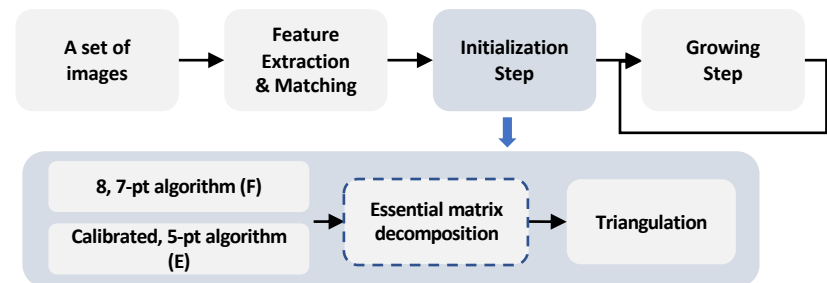 A set of
images
Feature
Extraction
& Matching
Initialization
Step
Growing
Step
8, 7-pt algorithm (F)
Calibrated, 5-pt algorithm
(E)
Essential matrix
decomposition
Triangulation